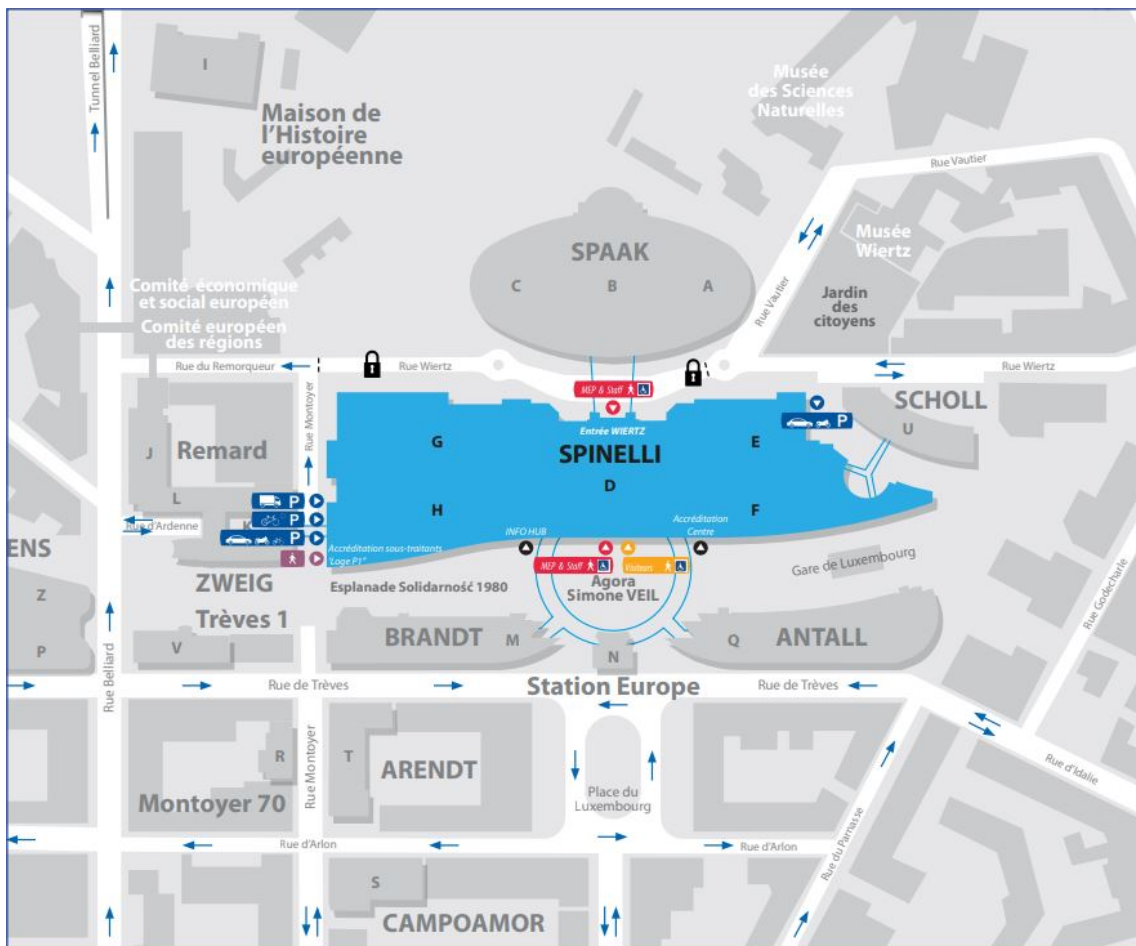 Tunnel Belliard
I
Maison de
l'Histoire
européenne
Musée
des Sciences
Naturelles
Rue Vautier
Musée
Wiertz
SPAAK
C
B
A
Rue Vautier
Jardin
des
citoyens
Comité économique
et social européen
Comité européen
des régions
Rue du Remorqueur
Rue Wiertz
Rue Wiertz
MEP & Staff
SCHOLL
U
P
Rue Montoyer
Entrée WIERTZ
G
SPINELLI
E
D
H
F
J
Remard
L
K
P
P
P
Rue d'Ardenne
INFO HUB
Accréditation
Centre
Accréditation sous-traitants
"Loge P1"
MEP & Staff
Visiteurs
Gare de Luxembourg
ENS
Z
P
ZWEIG
Trèves 1
V
Esplanade Solidarność 1980
Agora
Simone VEIL
BRANDT
M
N
Q
ANTALL
Rue Godecharle
Rue Belliard
Rue de Trèves
Station Europe
Rue de Trèves
Rue d'Idalie
R
T
ARENDT
Montoyer 70
Rue Montoyer
Place du
Luxembourg
Rue d'Arlon
Rue d'Arlon
Rue du Parnasse
S
CAMPOAMOR